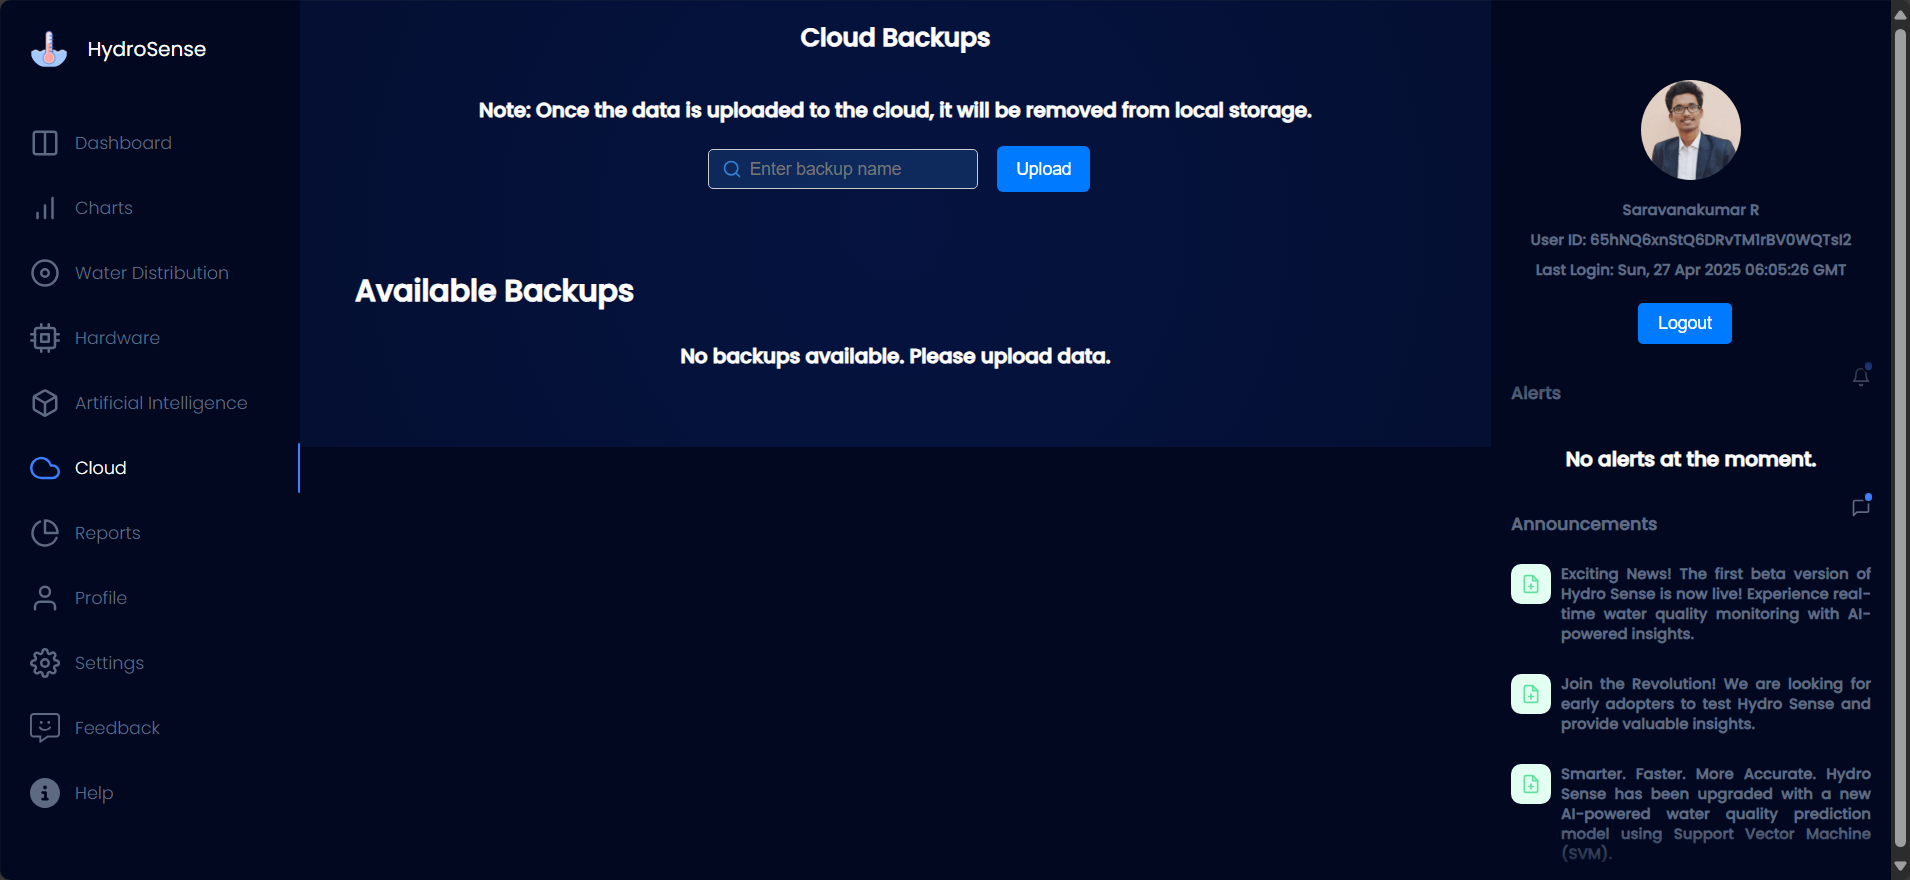 HydroSense
Dashboard
Charts
Water Distribution
Hardware
Artificial Intelligence
Cloud
Reports
Profile
Settings
Feedback
Help
Cloud Backups
Note: Once the data is uploaded to the cloud, it will be removed from local storage.
Enter backup name
Upload
Available Backups
No backups available. Please upload data.
Saravanakumar R
User ID: 65hNQ6xnStQ6DRvTM1rBV0WQTsI2
Last Login: Sun, 27 Apr 2025 06:05:26 GMT
Logout
Alerts
No alerts at the moment.
Announcements
Exciting News! The first beta version of
Hydro Sense is now live! Experience real-
time water quality monitoring with AI-
powered insights.
Join the Revolution! We are looking for
early adopters to test Hydro Sense and
provide valuable insights.
Smarter. Faster. More Accurate. Hydro
Sense has been upgraded with a new
AI-powered water quality prediction
model using Support Vector Machine
(SVM).